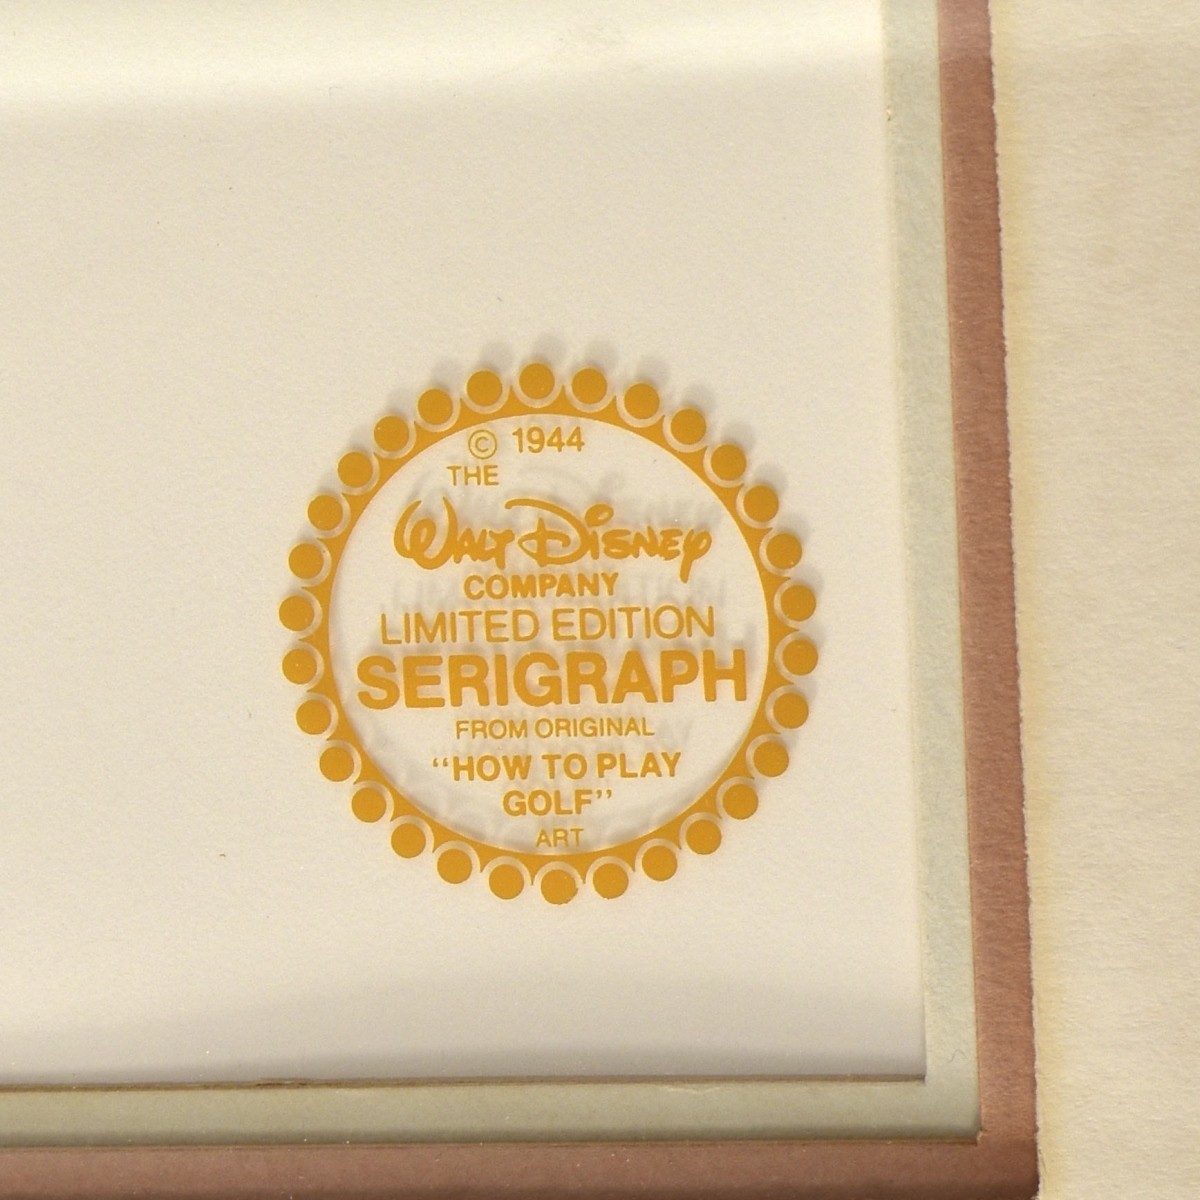 © 1944
THE
WALT DISNEY
COMPANY
LIMITED EDITION
SERIGRAPH
FROM ORIGINAL
“HOW TO PLAY
GOLF”
ART